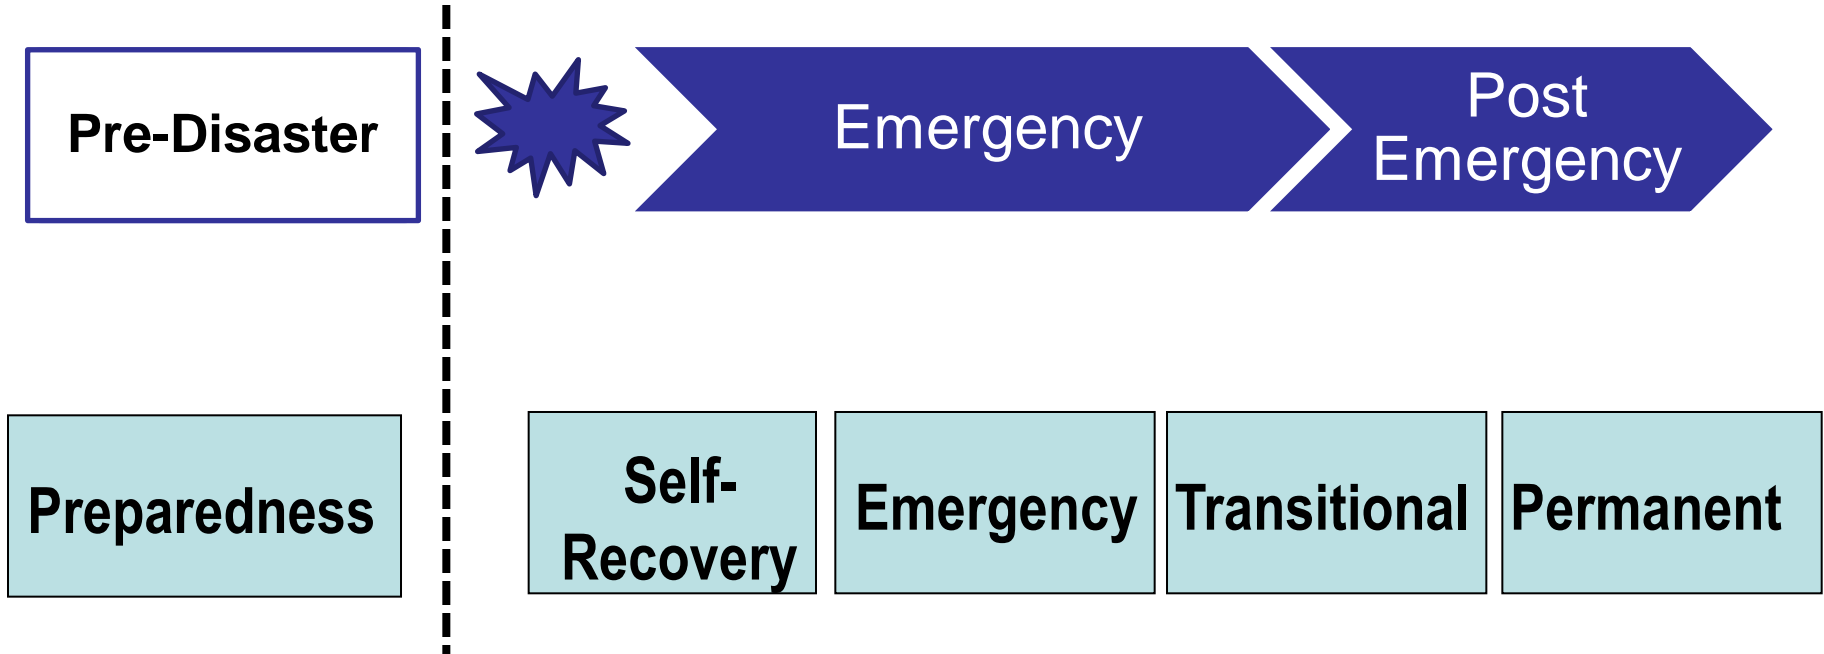 Pre-Disaster
Emergency
Post
Emergency
Preparedness
Self-
Recovery
Emergency
Transitional
Permanent